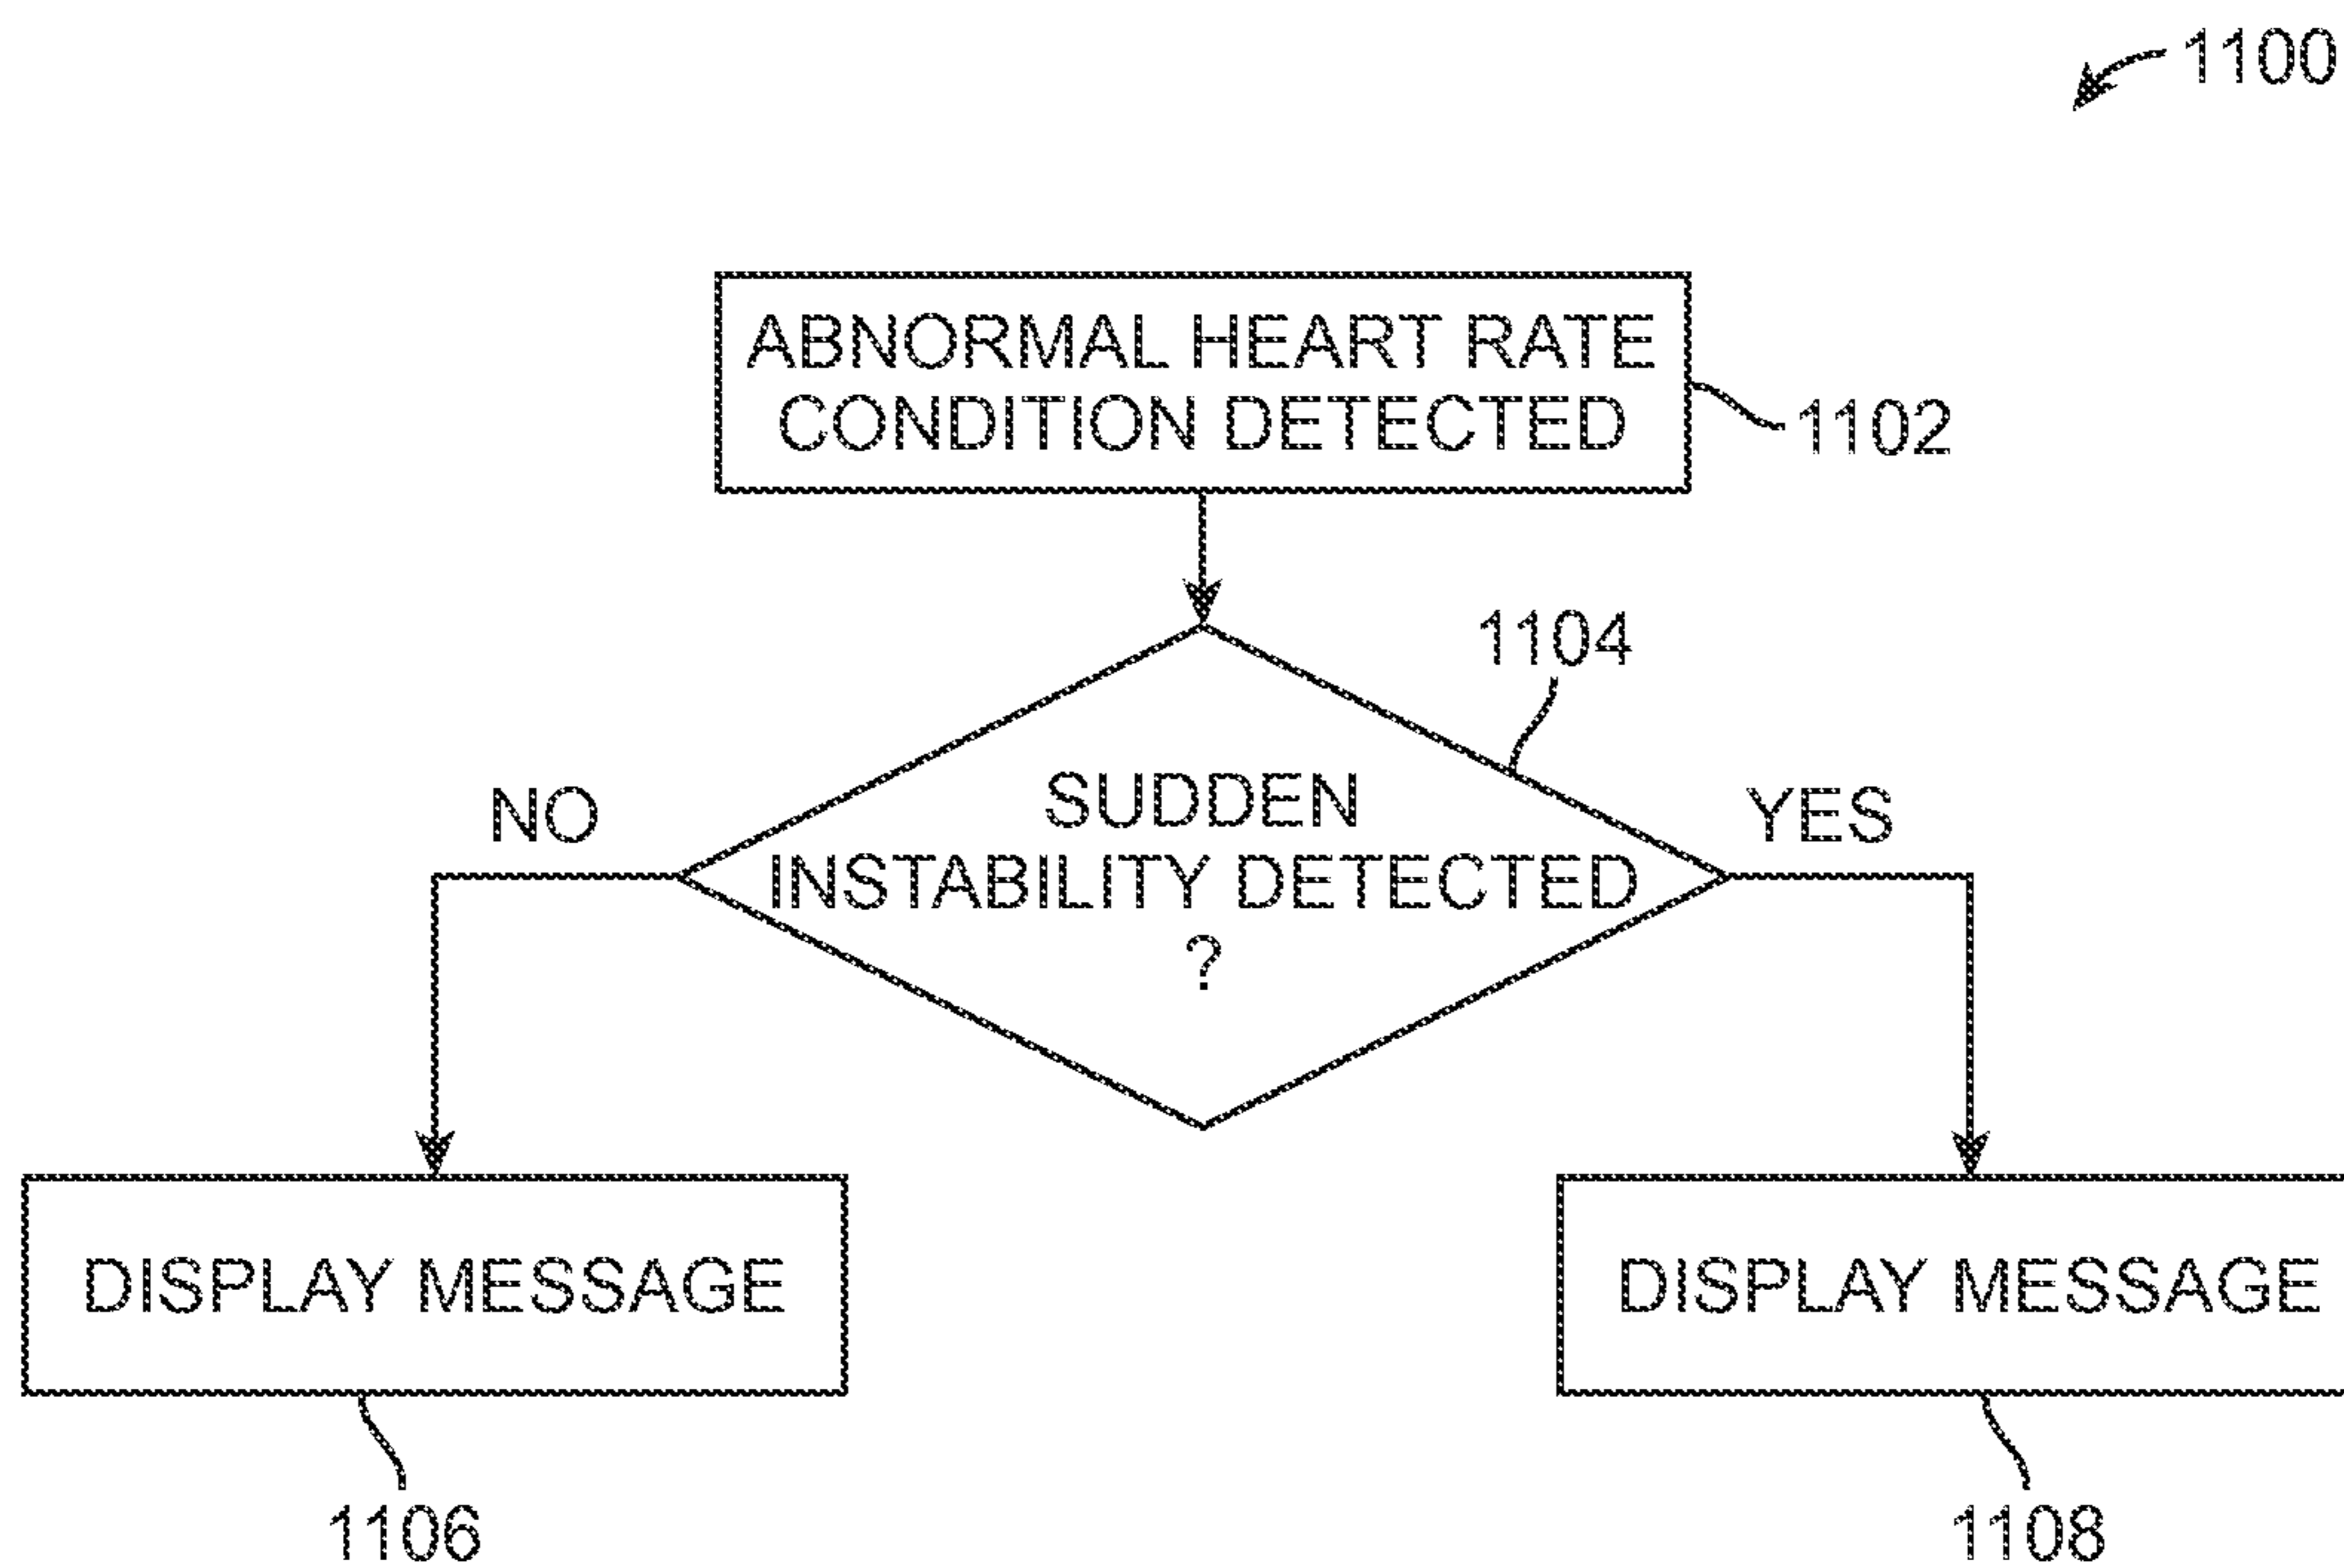 1100
ABNORMAL HEART RATE
CONDITION DETECTED
1102
1104
SUDDEN
INSTABILITY DETECTED
?
NO
YES
DISPLAY MESSAGE
DISPLAY MESSAGE
1106
1108